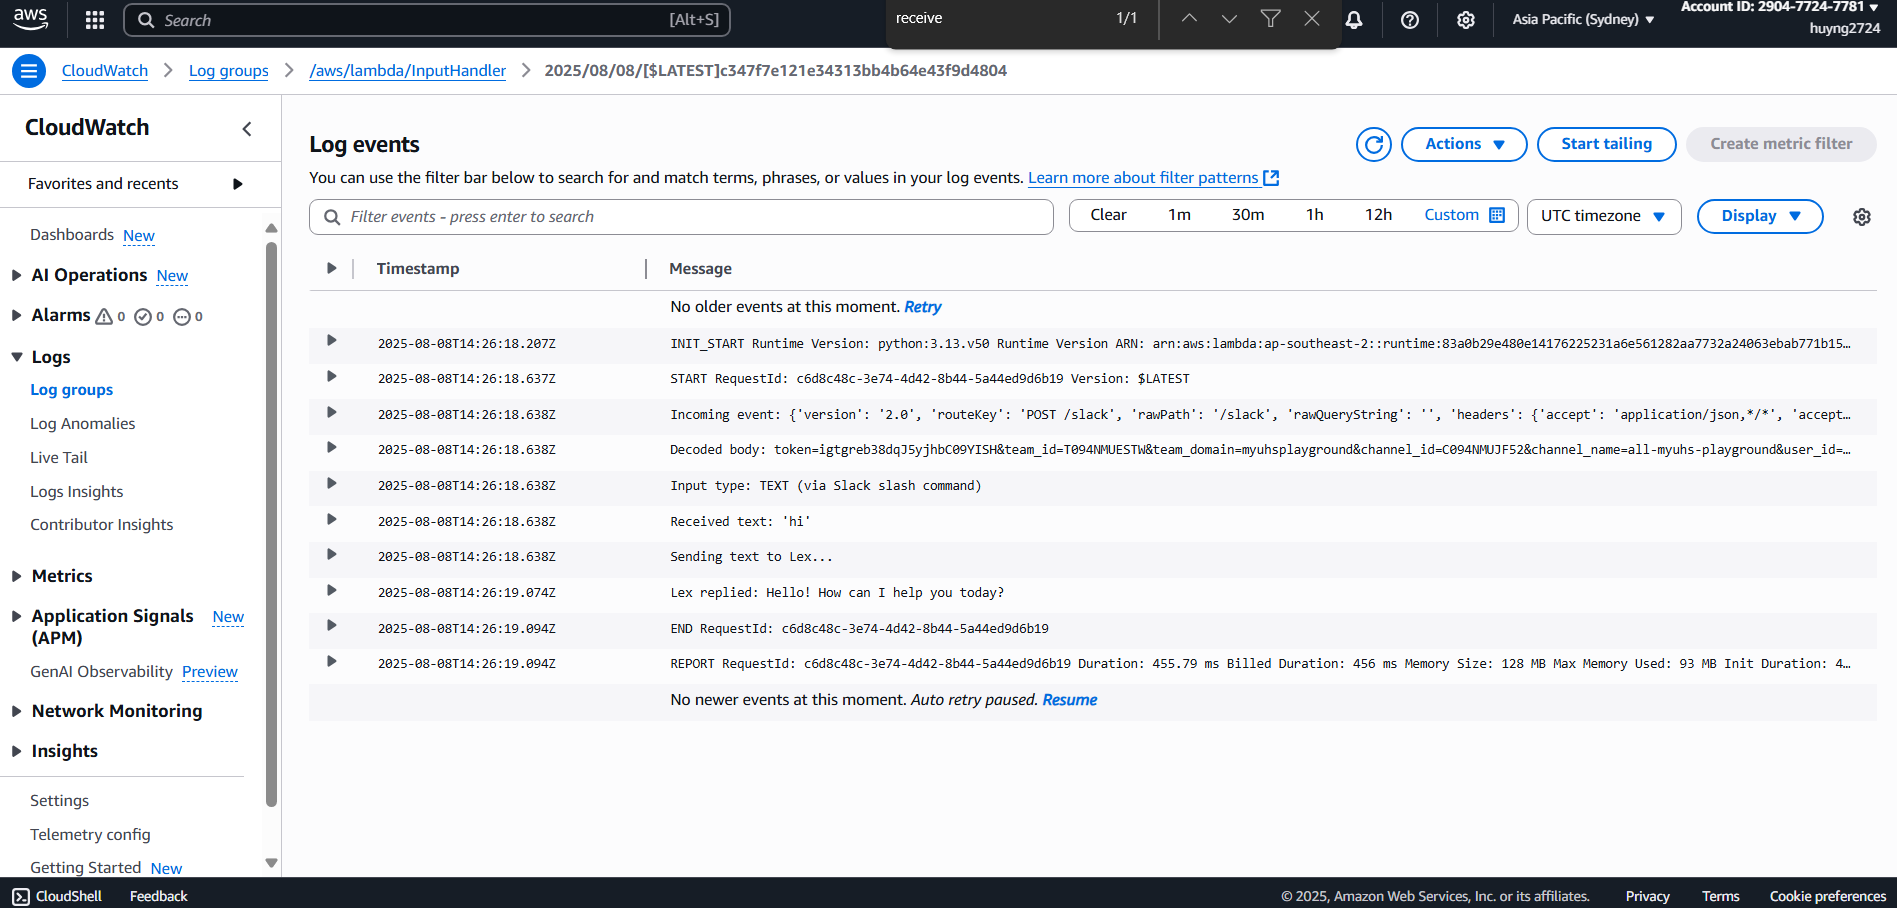 aws
Search [Alt+S]
receive 1/1
Asia Pacific (Sydney)
Account ID: 2904-7724-7781
huyng2724
CloudWatch
Log groups
/aws/lambda/InputHandler
2025/08/08/[$LATEST]c347f7e121e34313bb4b64e43f9d4804
CloudWatch
Favorites and recents
Dashboards New
AI Operations New
Alarms 0 0 0
Logs
Log groups
Log Anomalies
Live Tail
Logs Insights
Contributor Insights
Metrics
Application Signals New
(APM)
GenAI Observability Preview
Network Monitoring
Insights
Settings
Telemetry config
Getting Started New
Log events
Actions
Start tailing
Create metric filter
You can use the filter bar below to search for and match terms, phrases, or values in your log events. Learn more about filter patterns
Filter events - press enter to search
Clear 1m 30m 1h 12h Custom
UTC timezone
Display
Timestamp Message
No older events at this moment. Retry
2025-08-08T14:26:18.207Z INIT_START Runtime Version: python:3.13.v50 Runtime Version ARN: arn:aws:lambda:ap-southeast-2::runtime:83a0b29e480e14176225231a6e561282aa7732a24063ebab771b15…
2025-08-08T14:26:18.637Z START RequestId: c6d8c48c-3e74-4d42-8b44-5a44ed9d6b19 Version: $LATEST
2025-08-08T14:26:18.638Z Incoming event: {'version': '2.0', 'routeKey': 'POST /slack', 'rawPath': '/slack', 'rawQueryString': '', 'headers': {'accept': 'application/json,*/*', 'accept…
2025-08-08T14:26:18.638Z Decoded body: token=igtgreb38dqJ5yjhbC09YISH&team_id=T094NMUESTW&team_domain=myuhsplayground&channel_id=C094NMUJF52&channel_name=all-myuhs-playground&user_id=…
2025-08-08T14:26:18.638Z Input type: TEXT (via Slack slash command)
2025-08-08T14:26:18.638Z Received text: 'hi'
2025-08-08T14:26:18.638Z Sending text to Lex...
2025-08-08T14:26:19.074Z Lex replied: Hello! How can I help you today?
2025-08-08T14:26:19.094Z END RequestId: c6d8c48c-3e74-4d42-8b44-5a44ed9d6b19
2025-08-08T14:26:19.094Z REPORT RequestId: c6d8c48c-3e74-4d42-8b44-5a44ed9d6b19 Duration: 455.79 ms Billed Duration: 456 ms Memory Size: 128 MB Max Memory Used: 93 MB Init Duration: 4…
No newer events at this moment. Auto retry paused. Resume
CloudShell Feedback
© 2025, Amazon Web Services, Inc. or its affiliates. Privacy Terms Cookie preferences